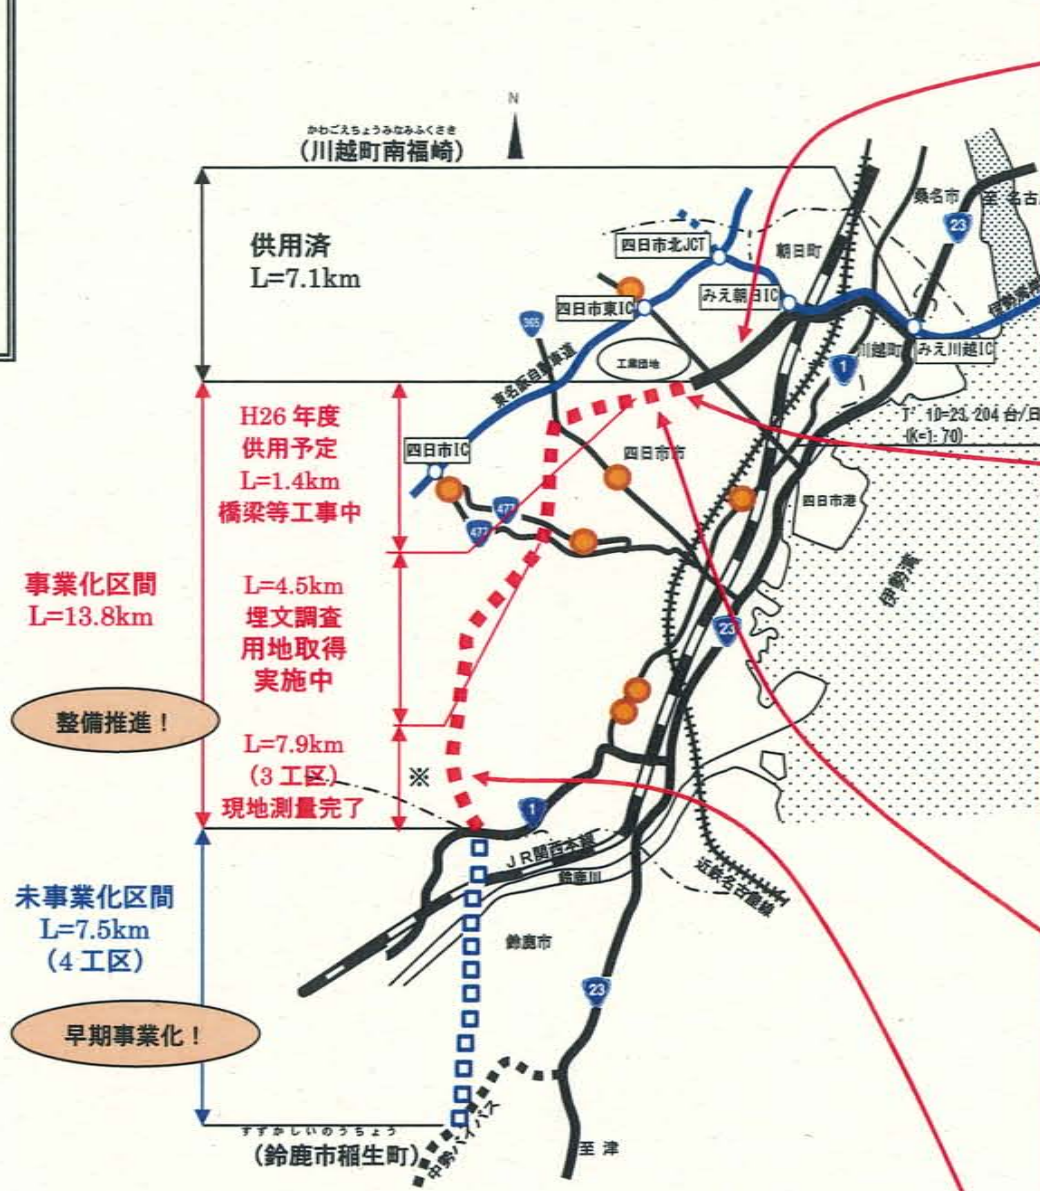 N
かわごえちょうみなみふくさき
（川越町南福崎）
桑名市
23
供用済
L=7.1km
四日市北JCT
朝日町
みえ朝日IC
四日市東IC
365
工業団地
川越町
みえ川越IC
1
東名阪自動車道
H26 年度
供用予定
L=1.4km
橋梁等工事中
四日市IC
四日市市
477
477
四日市港
伊勢湾
事業化区間
L=13.8km
整備推進！
L=4.5km
埋文調査
用地取得
実施中
23
L=7.9km
（3 工区）
現地測量完了
※
1
JR関西本線
鈴鹿川
近鉄名古屋線
未事業化区間
L=7.5km
（4 工区）
早期事業化！
鈴鹿市
23
すずかしいのうちょう
（鈴鹿市稲生町）
中勢バイパス
至 津